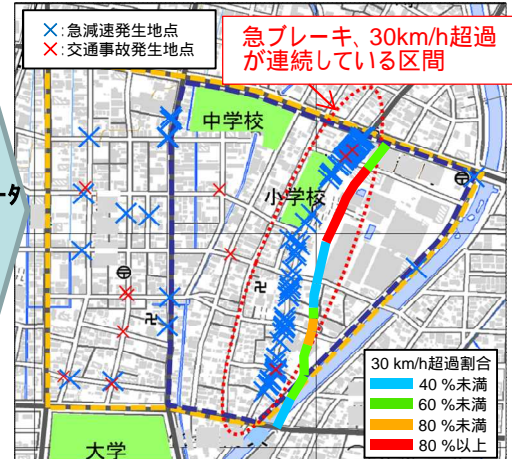 ×:急減速発生地点
×:交通事故発生地点
急ブレーキ、30km/h超過
が連続している区間
中学校
小学校
ータ
大学
30 km/h超過割合
40 %未満
60 %未満
80 %未満
80 %以上